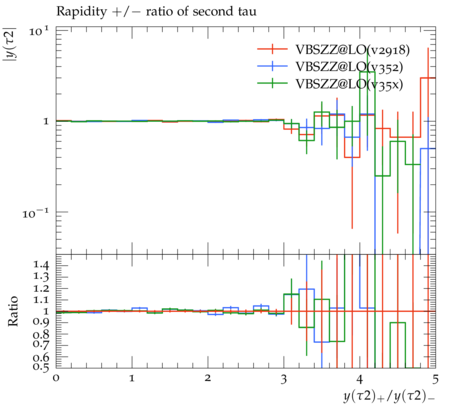 Rapidity +/− ratio of second tau
|y(τ2|
10¹
1
10⁻¹
VBSZZ@LO(v2918)
VBSZZ@LO(v352)
VBSZZ@LO(v35x)
Ratio
1.4
1.3
1.2
1.1
1
0.9
0.8
0.7
0.6
0.5
0 1 2 3 4 5
y(τ2)₊/y(τ2)₋